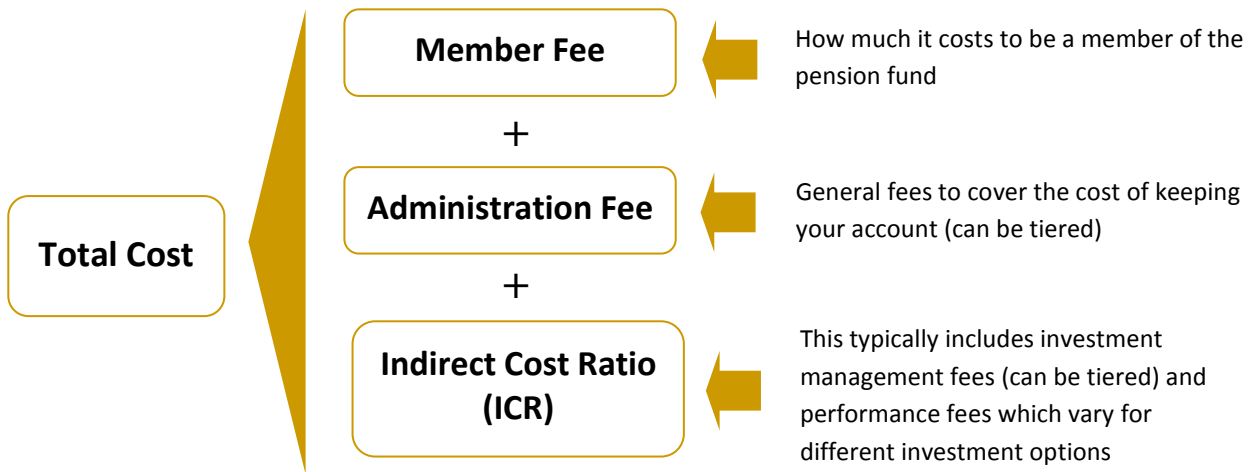 Member Fee
How much it costs to be a member of the
pension fund
+
Administration Fee
General fees to cover the cost of keeping
your account (can be tiered)
Total Cost
+
Indirect Cost Ratio
(ICR)
This typically includes investment
management fees (can be tiered) and
performance fees which vary for
different investment options